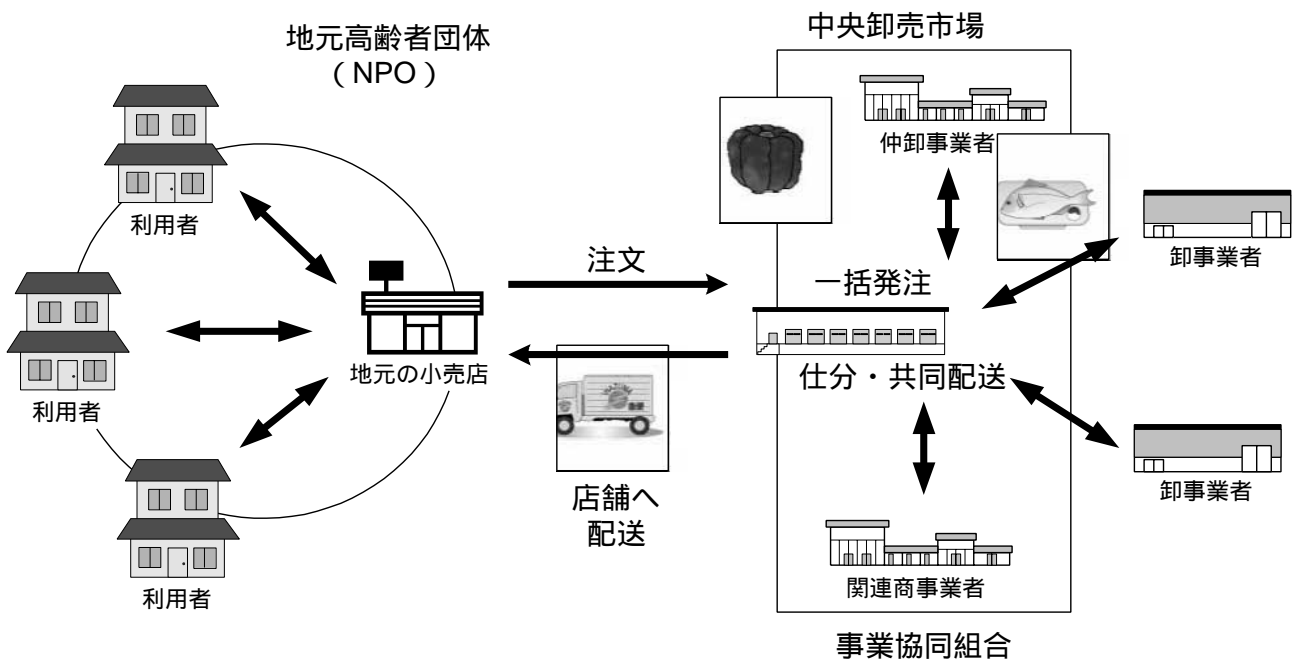 地元高齢者団体
（NPO）
利用者
利用者
利用者
地元の小売店
注文
店舗へ
配送
中央卸売市場
仲卸事業者
一括発注
仕分・共同配送
関連商事業者
事業協同組合
卸事業者
卸事業者